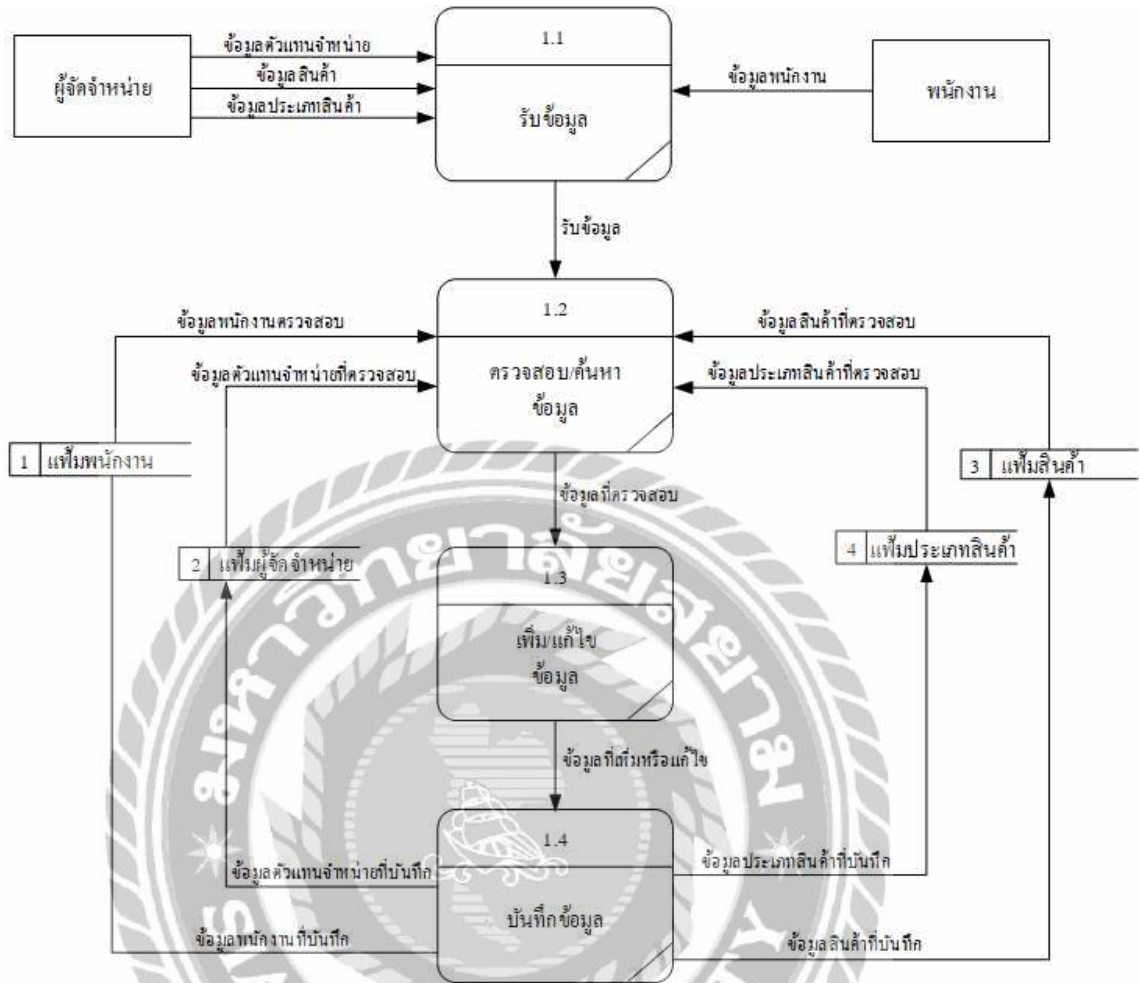 ข้อมูลตัวแทนจำหน่าย
1.1
ผู้จัดจำหน่าย
ข้อมูลสินค้า
ข้อมูลพนักงาน
พนักงาน
ข้อมูลประเภทสินค้า
รับข้อมูล
รับข้อมูล
1.2
ข้อมูลพนักงานตรวจสอบ
ข้อมูลสินค้าที่ตรวจสอบ
ข้อมูลตัวแทนจำหน่ายที่ตรวจสอบ
ตรวจสอบ/ค้นหา
ข้อมูล
ข้อมูลประเภทสินค้าที่ตรวจสอบ
1 แฟ้มพนักงาน
3 แฟ้มสินค้า
ข้อมูลที่ตรวจสอบ
4 แฟ้มประเภทสินค้า
2 แฟ้มผู้จัดจำหน่าย
1.3
มหาวิทยาลัยสยาม
เพิ่ม/แก้ไข
ข้อมูล
ข้อมูลที่เริ่มหรือแก้ไข
1.4
ข้อมูลตัวแทนจำหน่ายที่บันทึก
ข้อมูลประเภทสินค้าที่บันทึก
บันทึกข้อมูล
ข้อมูลพนักงานที่บันทึก
ข้อมูลสินค้าที่บันทึก